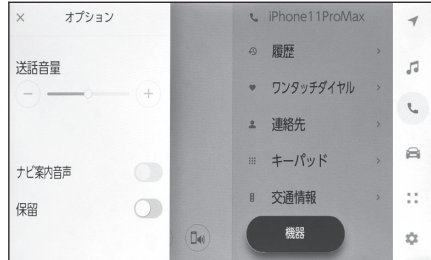 オプション
送話音量
ナビ案内音声
保留
iPhone11ProMax
履歴
ワンタッチダイヤル
連絡先
キーパッド
交通情報
機器